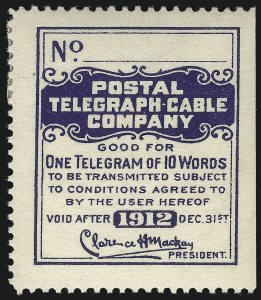 No.
POSTAL
TELEGRAPH-CABLE
COMPANY
GOOD FOR
ONE TELEGRAM OF 10 WORDS
TO BE TRANSMITTED SUBJECT
TO CONDITIONS AGREED TO
BY THE USER HEREOF
VOID AFTER 1912 DEC. 31ST.
Clarence H Mackay
PRESIDENT.